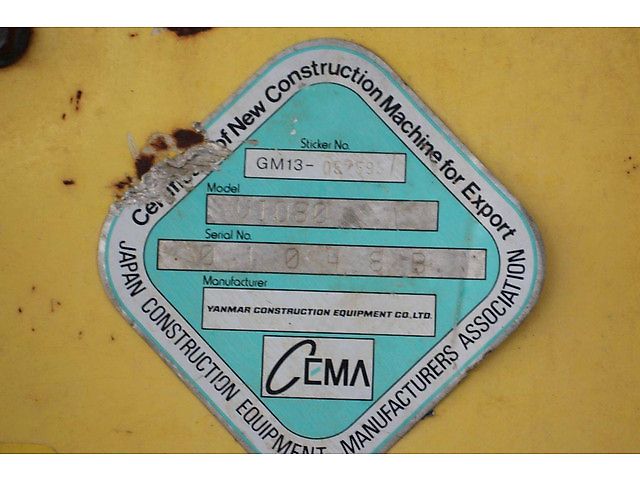 of New Construction Machine for Export
Sticker No.
GM13-
Model
Serial No.
Manufacturer
YANMAR CONSTRUCTION EQUIPMENT CO.,LTD.
CEMA
JAPAN CONSTRUCTION EQUIPMENT MANUFACTURERS ASSOCIATION